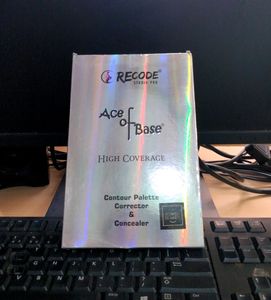 RECODE®
STUDIO PRO
Ace
of
Base®
HIGH COVERAGE
Contour Palette
Corrector
&
Concealer